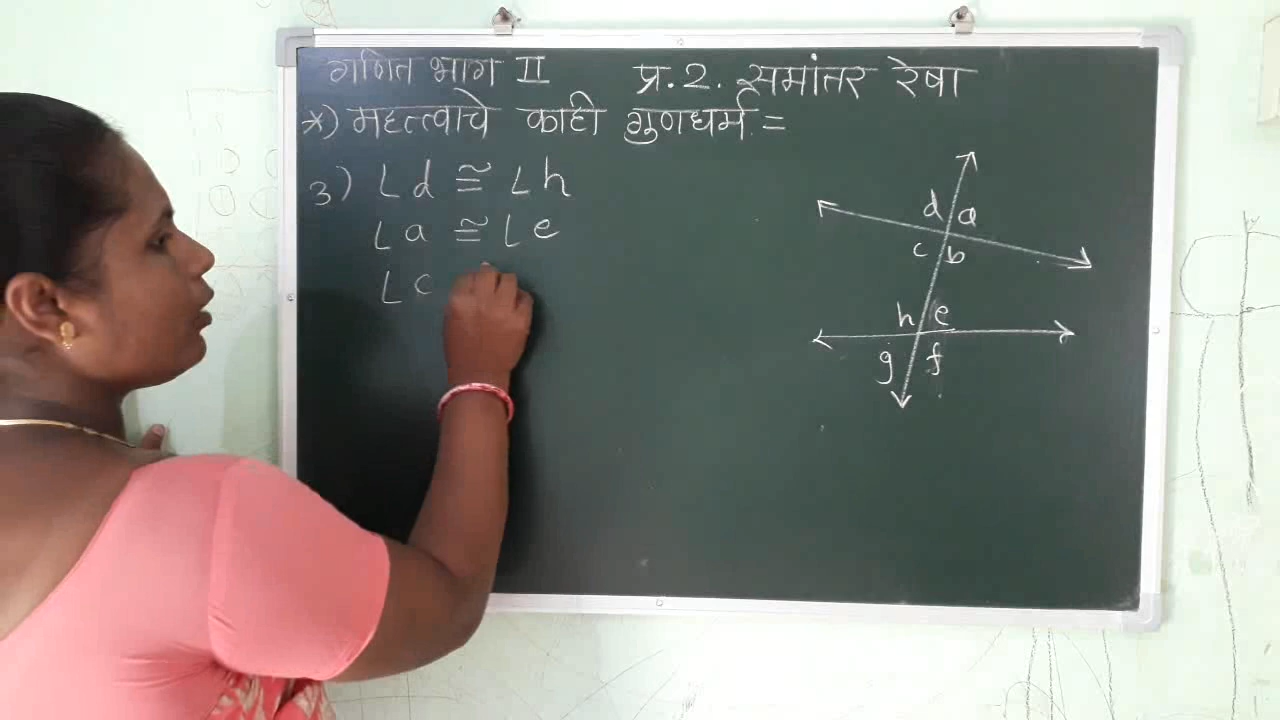 गणित भाग II प्र.2. समांतर रेषा
*) महत्त्वाचे काही गुणधर्म =
3) ∠d ≅ ∠h
∠a ≅ ∠e
∠c
d a
c b
h e
g f